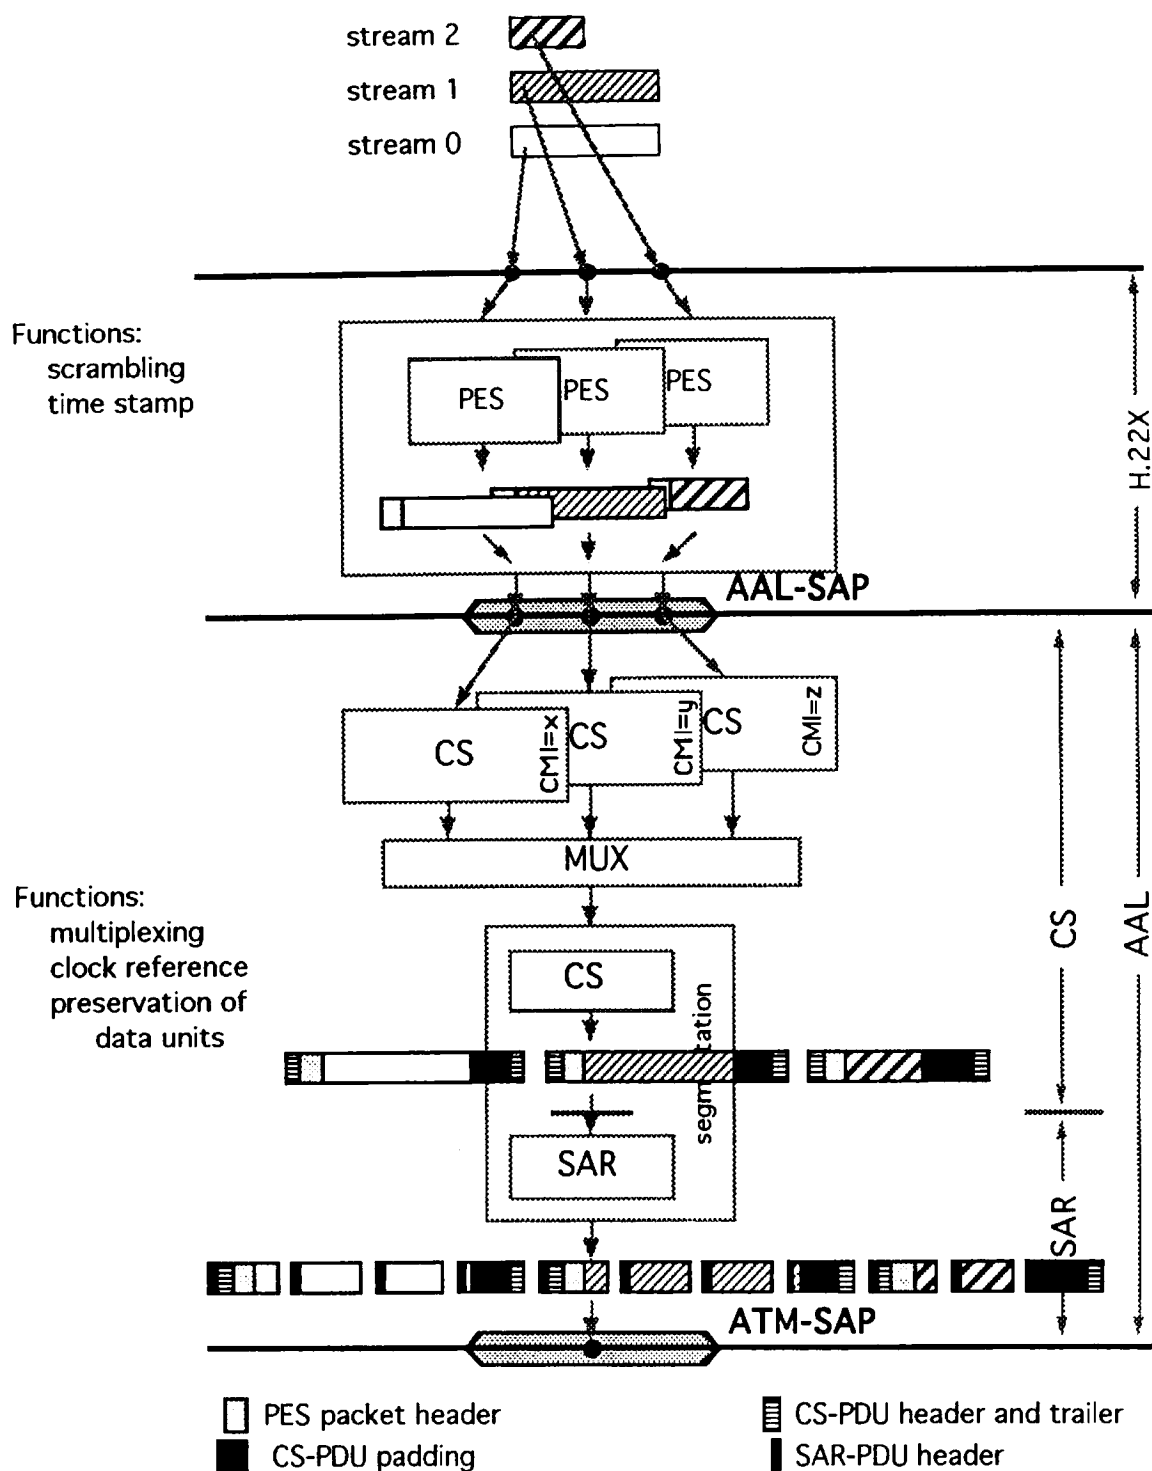 stream 2
stream 1
stream 0
Functions:
scrambling
time stamp
PES
PES
PES
H.22X
AAL-SAP
CS
CMI=x
CS
CMI=y
CS
CMI=z
MUX
Functions:
multiplexing
clock reference
preservation of
data units
CS
segmentation
SAR
CS
AAL
SAR
ATM-SAP
PES packet header
CS-PDU header and trailer
CS-PDU padding
SAR-PDU header